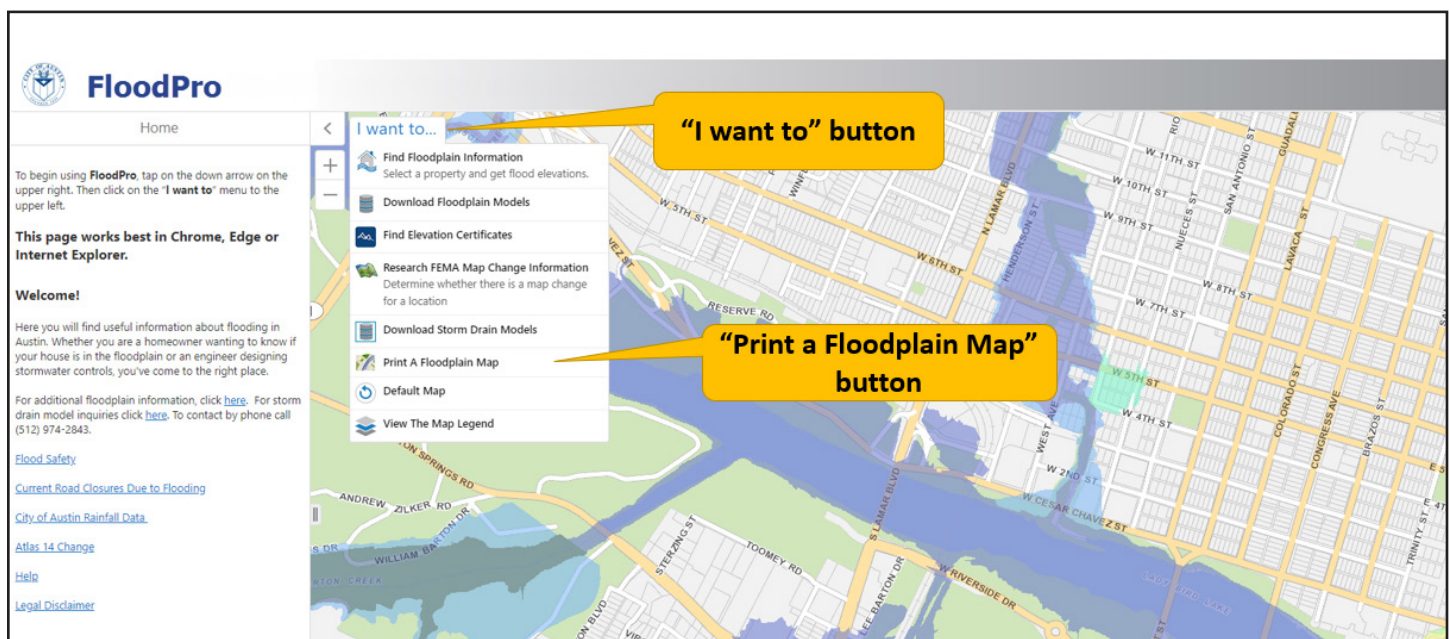 FloodPro
Home
To begin using FloodPro, tap on the down arrow on the
upper right. Then click on the "I want to" menu to the
upper left.
This page works best in Chrome, Edge or
Internet Explorer.
Welcome!
Here you will find useful information about flooding in
Austin. Whether you are a homeowner wanting to know if
your house is in the floodplain or an engineer designing
stormwater controls, you've come to the right place.
For additional floodplain information, click here. For storm
drain model inquiries click here. To contact by phone call
(512) 974-2843.
Flood Safety
Current Road Closures Due to Flooding
City of Austin Rainfall Data
Atlas 14 Change
Help
Legal Disclaimer
I want to...
Find Floodplain Information
Select a property and get flood elevations.
Download Floodplain Models
Find Elevation Certificates
Research FEMA Map Change Information
Determine whether there is a map change
for a location
Download Storm Drain Models
Print A Floodplain Map
Default Map
View The Map Legend
“I want to” button
“Print a Floodplain Map”
button
W 5TH ST
N LAMAR BLVD
HENDERSON ST
W 6TH ST
RESERVE RD
W 11TH ST
W 10TH ST
W 9TH ST
W 8TH ST
W 7TH ST
RIO
NUECES ST
SAN ANTONIO ST
LAVACA ST
W 5TH ST
W 4TH ST
WEST AVE
W 2ND ST
W CESAR CHAVEZ ST
COLORADO ST
CONGRESS AVE
BRAZOS ST
TRINITY ST
S LAMAR BLVD
ANDREW ZILKER RD
WILLIAM BARTON DR
STERZING ST
TOOMEY RD
LEE BARTON DR
W RIVERSIDE DR
LADY BIRD LAKE